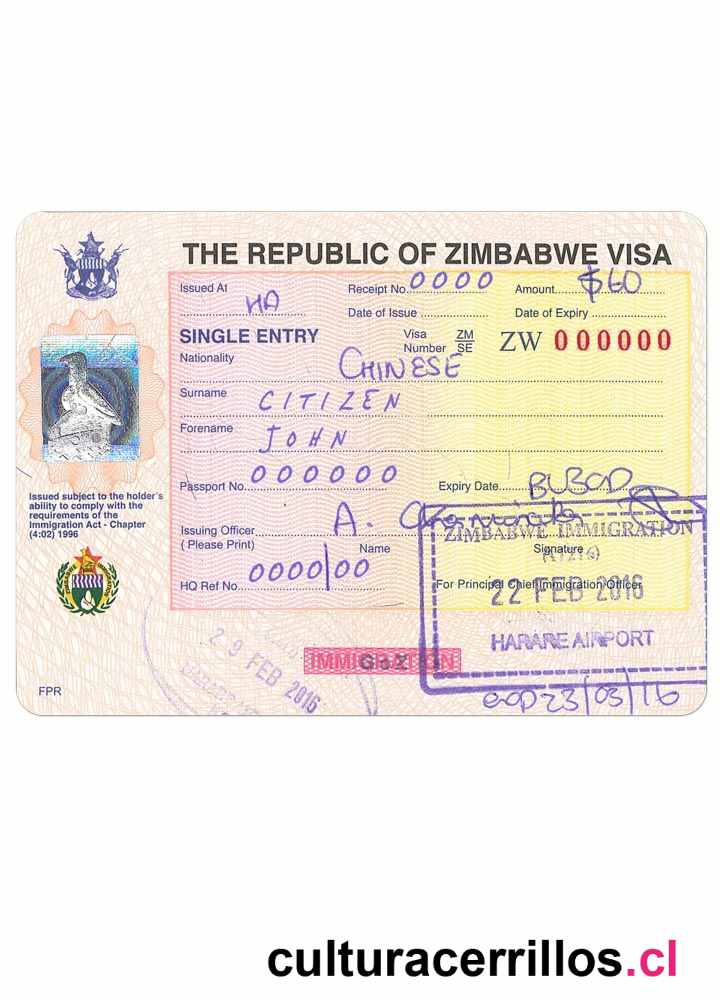 THE REPUBLIC OF ZIMBABWE VISA
Issued At HA Receipt No. 0000 Amount. $60
Date of Issue Date of Expiry
SINGLE ENTRY Visa Number ZM SE ZW 000000
Nationality CHINESE
Surname CITIZEN
Forename JOHN
Passport No. 000000 Expiry Date
Issued subject to the holder's
ability to comply with the
requirements of the
Immigration Act - Chapter
(4:02) 1996
Issuing Officer A.
( Please Print) Name Signature
HQ Ref No. 0000/00 For Principal Chief Immigration Officer
ZIMBABWE IMMIGRATION
22 FEB 2016
HARARE AIRPORT
29 FEB 2016
IMMIGRATION
FPR
exp 23/03/16
culturacerrillos.cl